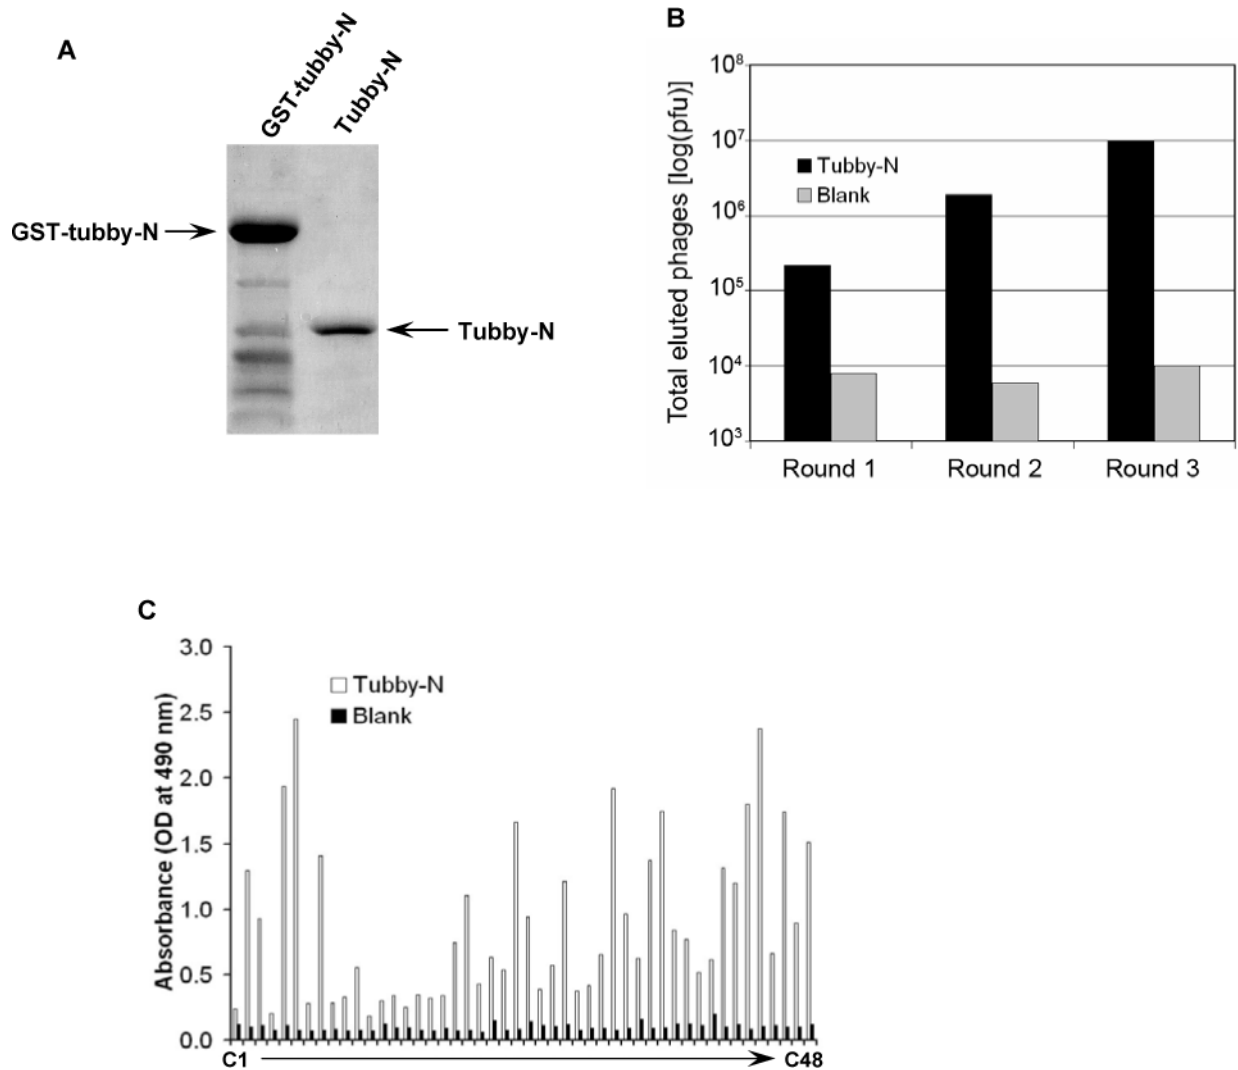 A
GST-tubby-N
Tubby-N
GST-tubby-N
Tubby-N
B
Total eluted phages [log(pfu)]
10⁸
10⁷
10⁶
10⁵
10⁴
10³
Tubby-N
Blank
Round 1
Round 2
Round 3
C
Absorbance (OD at 490 nm)
3.0
2.5
2.0
1.5
1.0
0.5
0.0
Tubby-N
Blank
C1
C48